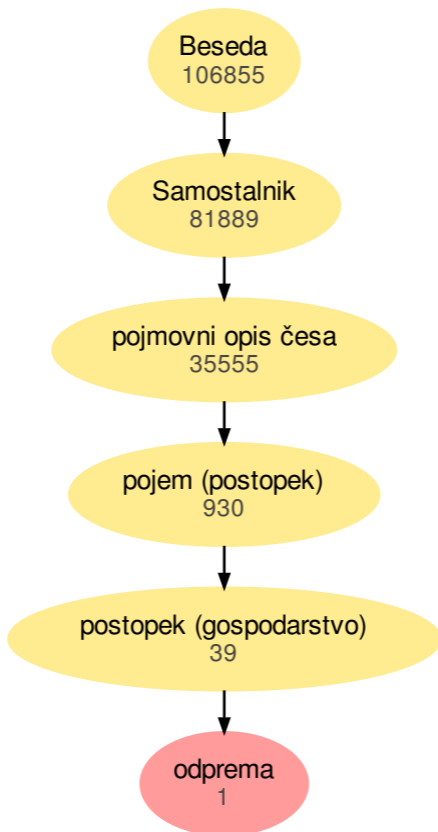 Beseda
106855
Samostalnik
81889
pojmovni opis česa
35555
pojem (postopek)
930
postopek (gospodarstvo)
39
odprema
1